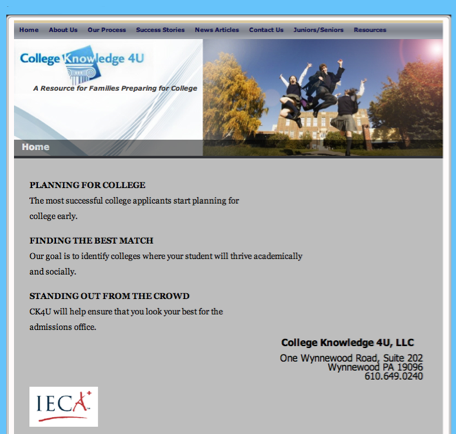 Home About Us Our Process Success Stories News Articles Contact Us Juniors/Seniors Resources
College Knowledge 4U
A Resource for Families Preparing for College
Home
PLANNING FOR COLLEGE
The most successful college applicants start planning for
college early.
FINDING THE BEST MATCH
Our goal is to identify colleges where your student will thrive academically
and socially.
STANDING OUT FROM THE CROWD
CK4U will help ensure that you look your best for the
admissions office.
College Knowledge 4U, LLC
One Wynnewood Road, Suite 202
Wynnewood PA 19096
610.649.0240
IECA